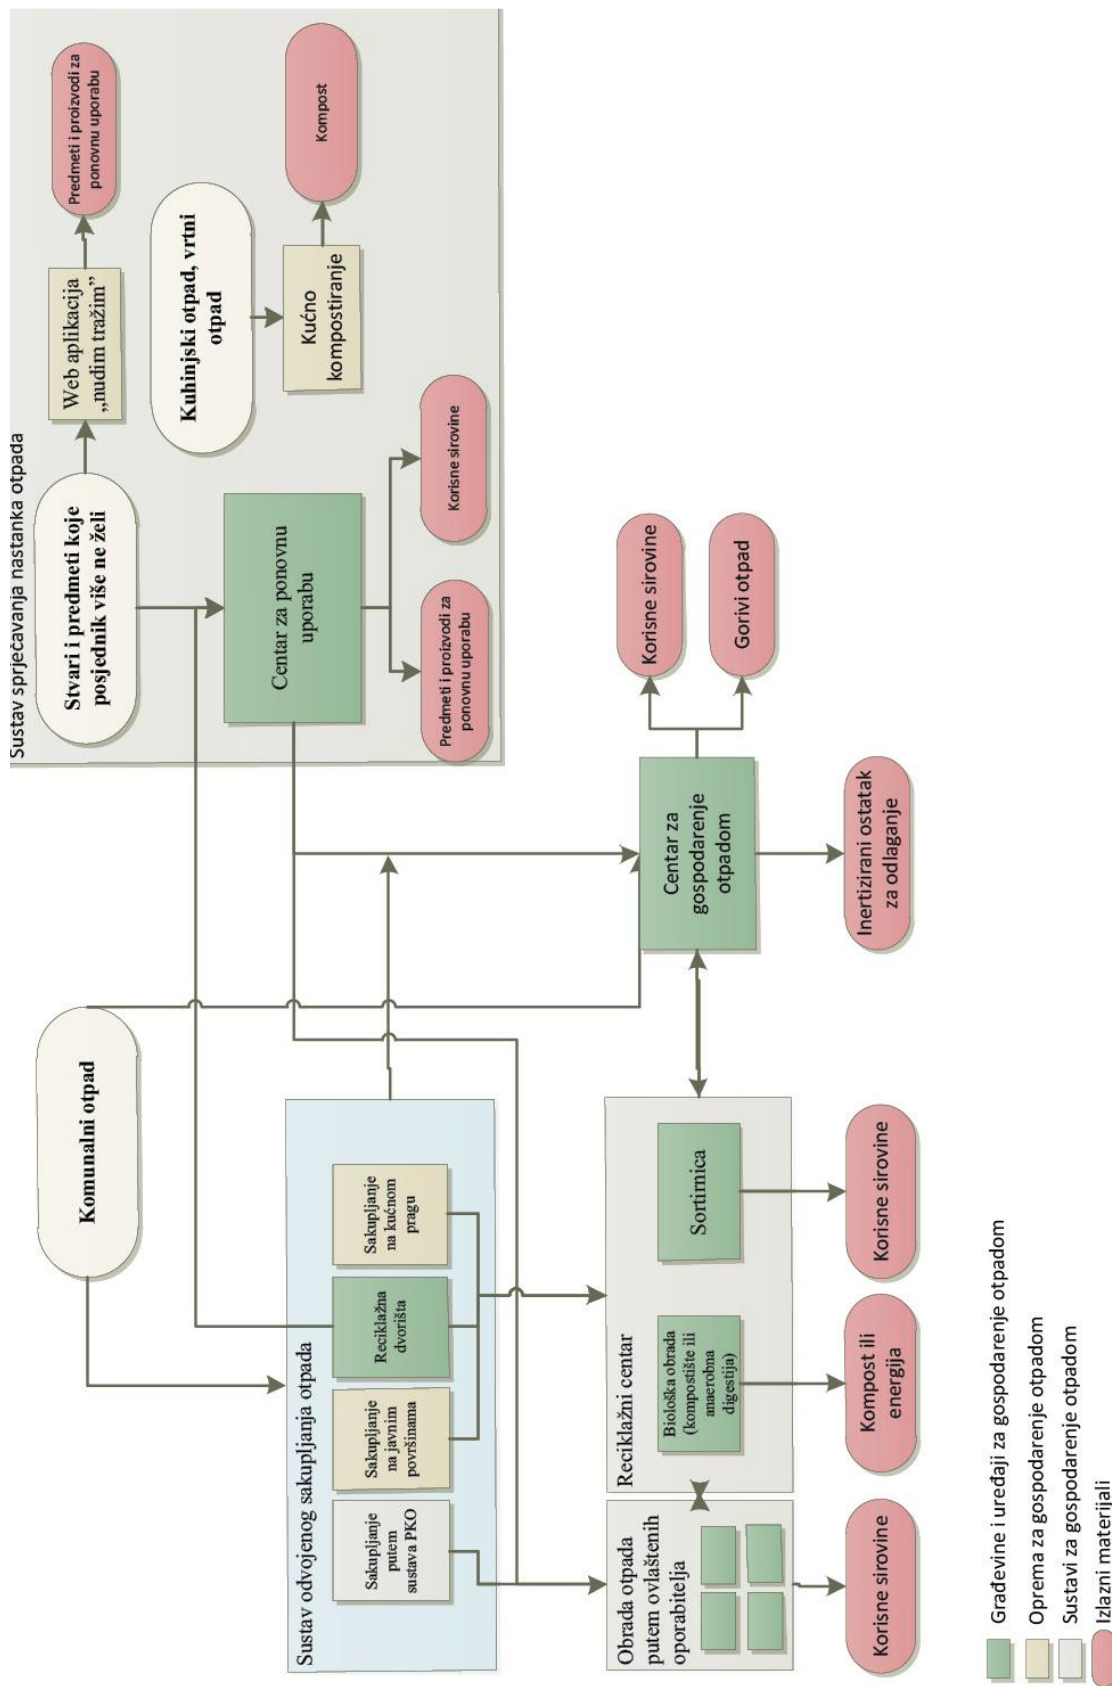 Komunalni otpad
Sustav sprječavanja nastanka otpada
Stvari i predmeti koje
posjednik više ne želi
Web aplikacija
„nudim tražim”
Predmeti i proizvodi za
ponovnu uporabu
Kuhinjski otpad, vrtni
otpad
Kućno
kompostiranje
Kompost
Centar za ponovnu
uporabu
Predmeti i proizvodi za
ponovnu uporabu
Korisne sirovine
Sustav odvojenog sakupljanja otpada
Sakupljanje
putem
sustava PKO
Sakupljanje
na javnim
površinama
Reciklažna
dvorišta
Sakupljanje
na kućnom
pragu
Obrada opada
putem ovlaštenih
oporabitelja
Reciklažni centar
Biološka obrada
(kompostište ili
anaerobna
digestija)
Sortirnica
Centar za
gospodarenje
otpadom
Korisne sirovine
Gorivi otpad
Korisne sirovine
Kompost ili
energija
Korisne sirovine
Inertizirani ostatak
za odlaganje
Građevine i uređaji za gospodarenje otpadom
Oprema za gospodarenje otpadom
Sustavi za gospodarenje otpadom
Izlazni materijali